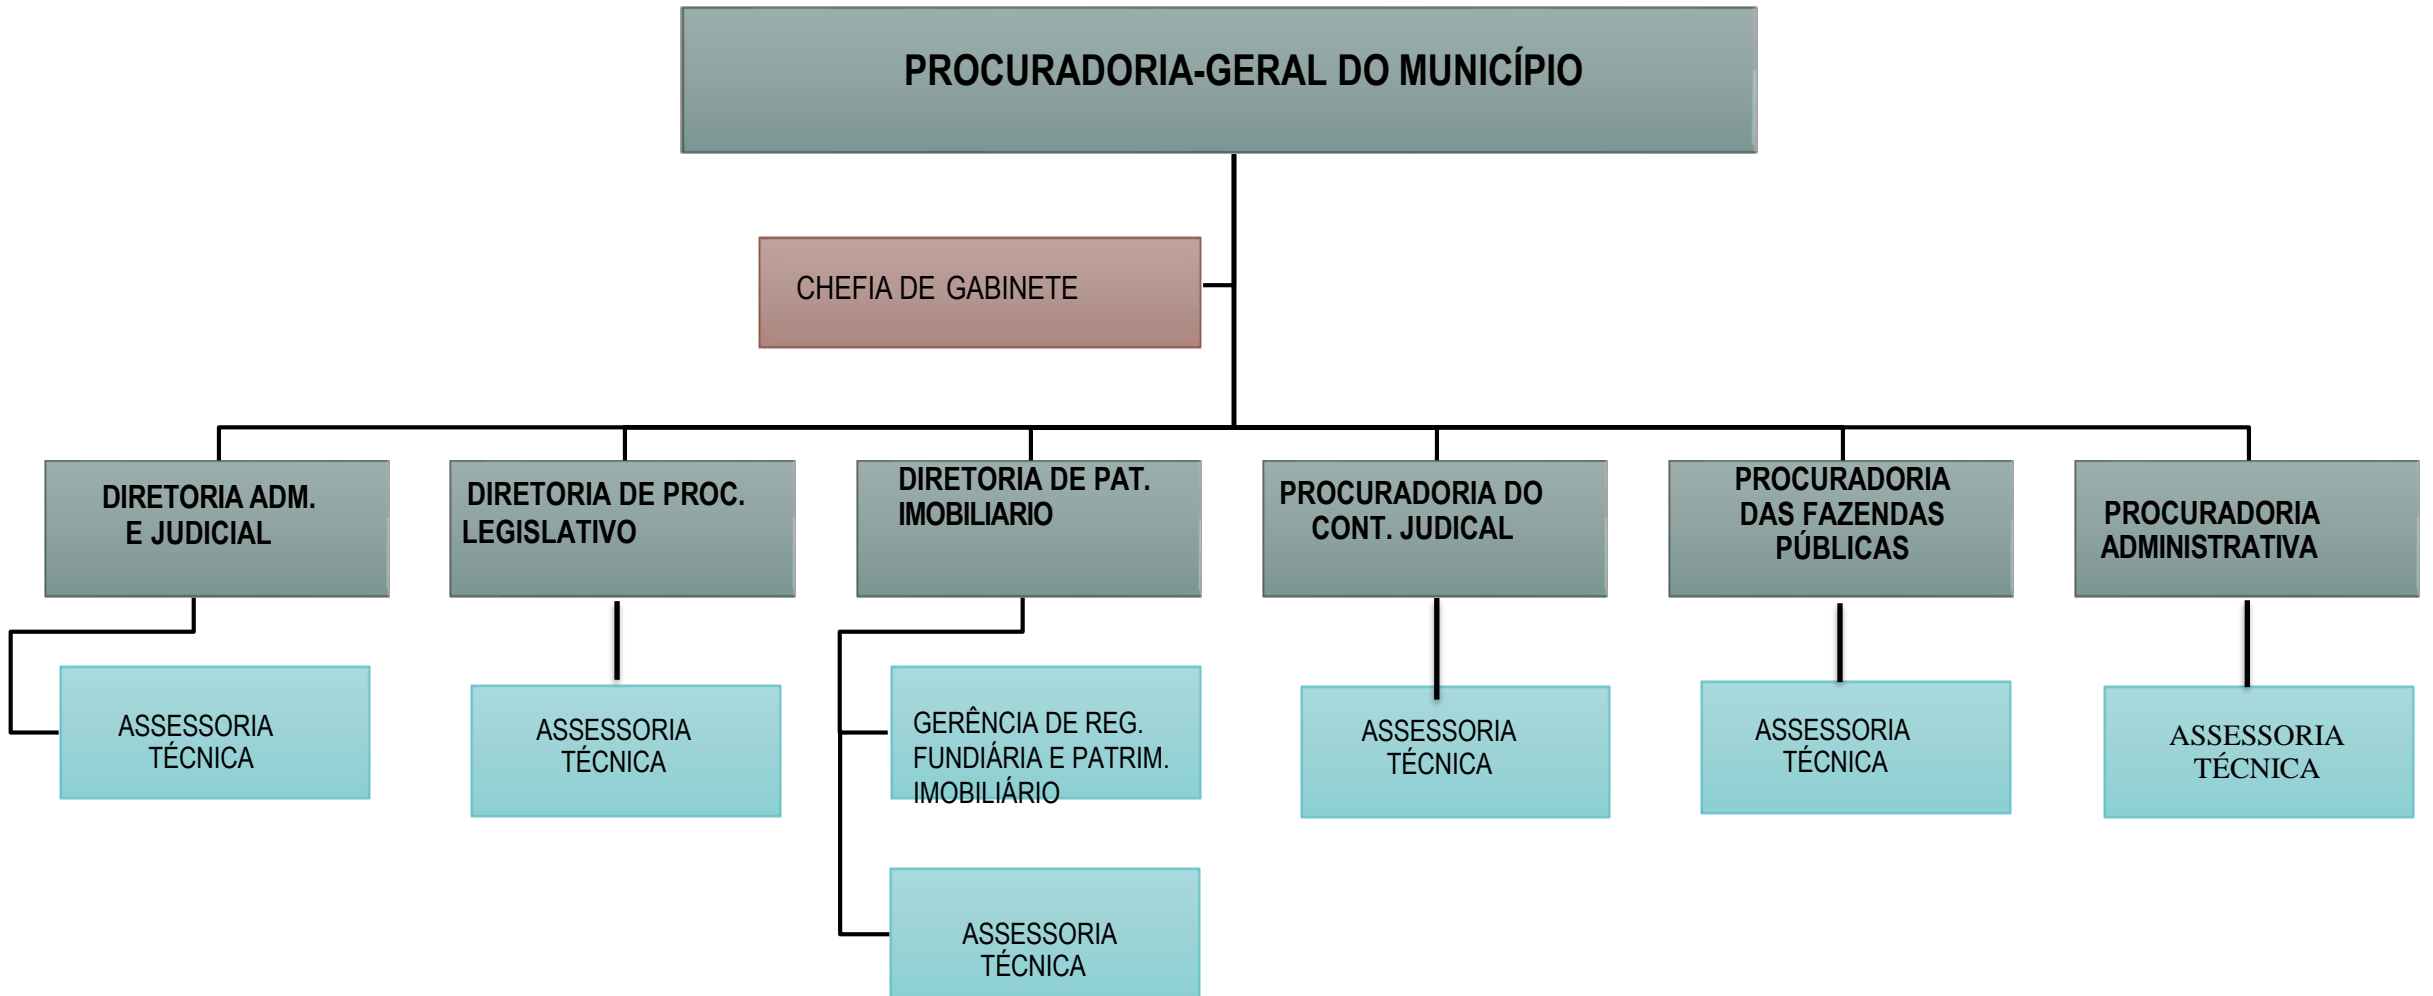 PROCURADORIA-GERAL DO MUNICÍPIO
CHEFIA DE GABINETE
DIRETORIA ADM.
E JUDICIAL
DIRETORIA DE PROC.
LEGISLATIVO
DIRETORIA DE PAT.
IMOBILIARIO
PROCURADORIA DO
CONT. JUDICAL
PROCURADORIA
DAS FAZENDAS
PÚBLICAS
PROCURADORIA
ADMINISTRATIVA
ASSESSORIA
TÉCNICA
ASSESSORIA
TÉCNICA
GERÊNCIA DE REG.
FUNDIÁRIA E PATRIM.
IMOBILIÁRIO
ASSESSORIA
TÉCNICA
ASSESSORIA
TÉCNICA
ASSESSORIA
TÉCNICA
ASSESSORIA
TÉCNICA